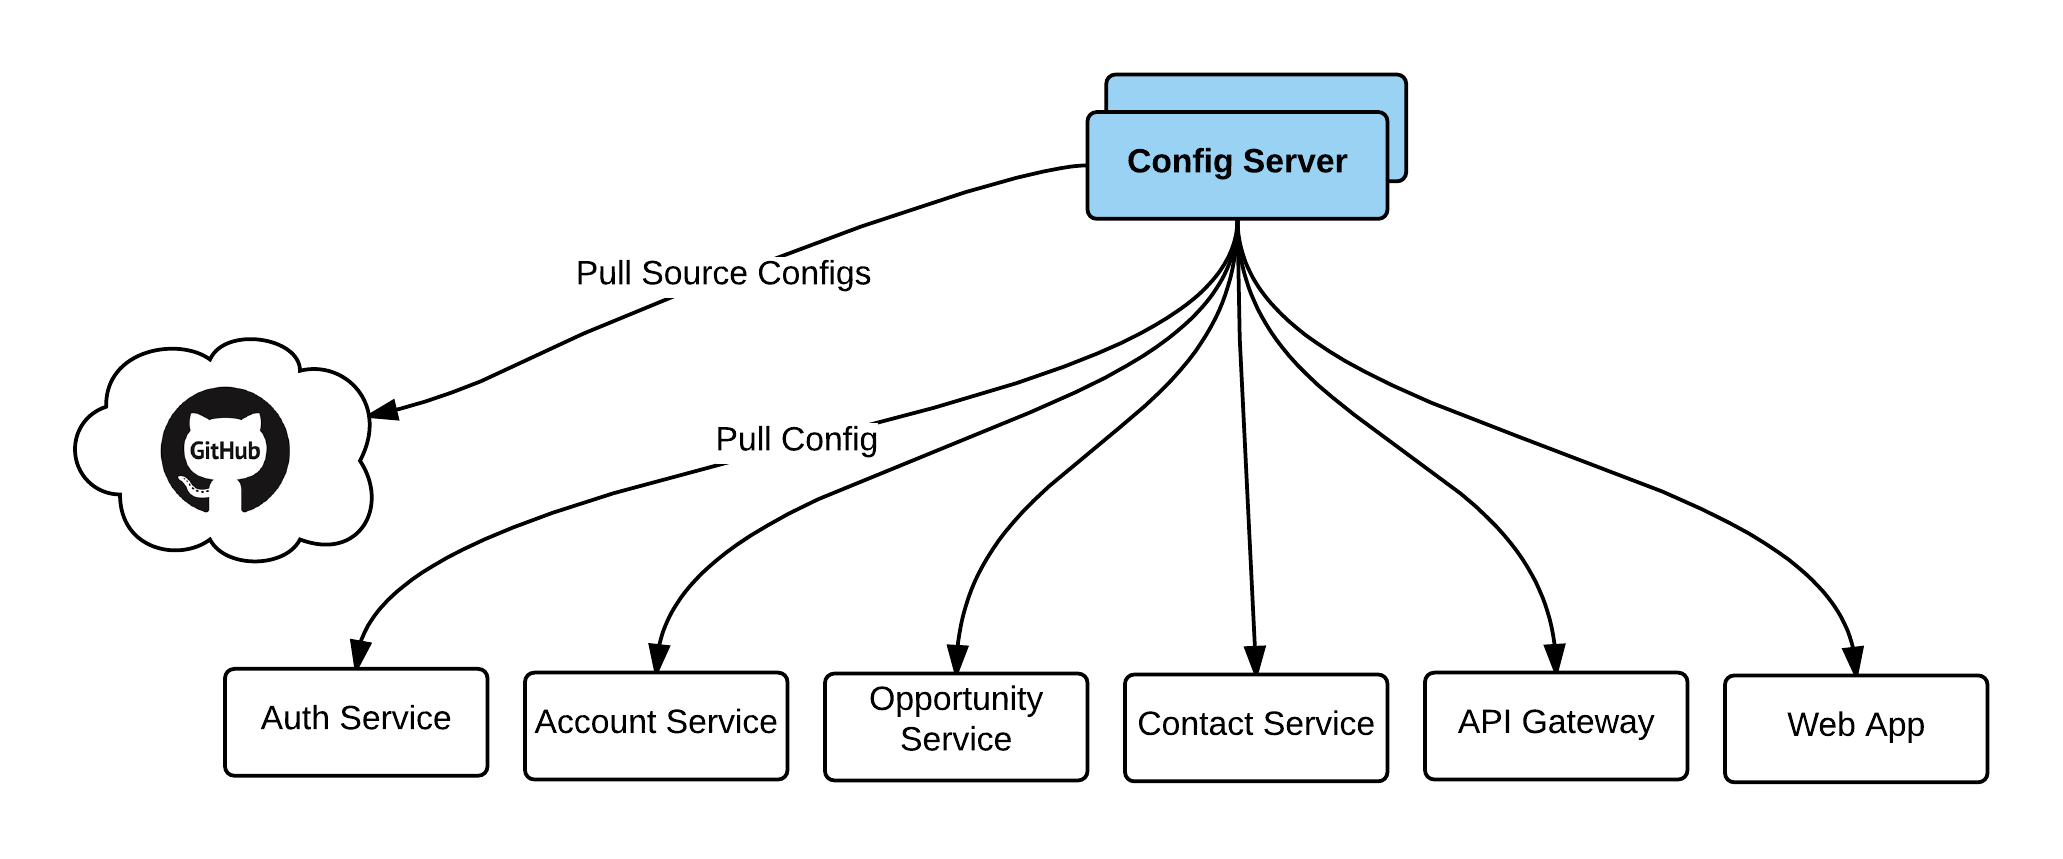 Config Server
Pull Source Configs
Pull Config
GitHub
Auth Service
Account Service
Opportunity
Service
Contact Service
API Gateway
Web App